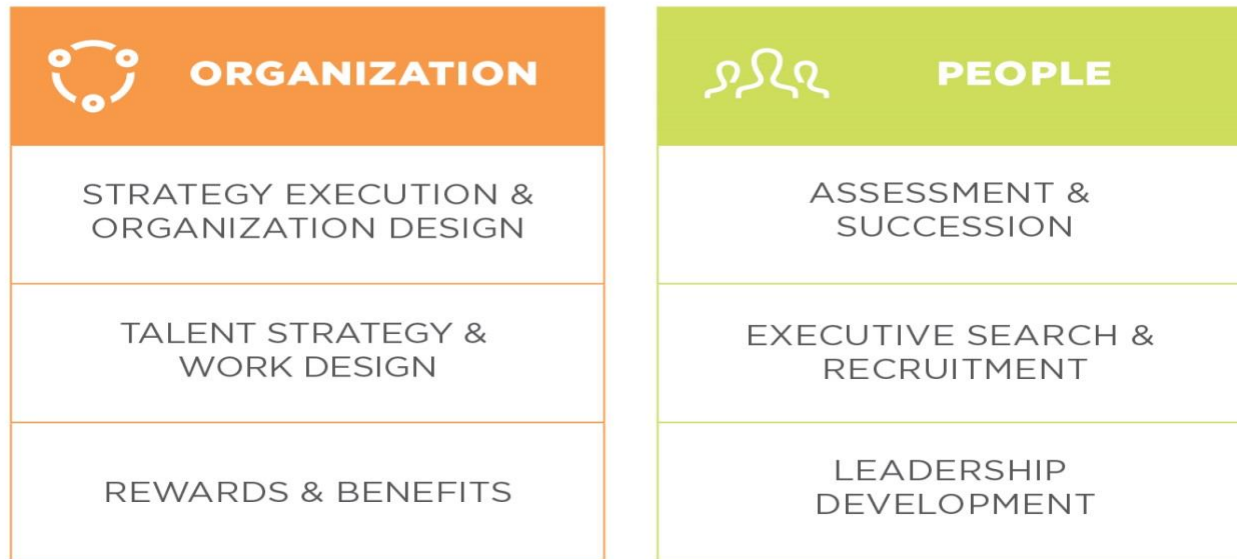 ORGANIZATION
STRATEGY EXECUTION &
ORGANIZATION DESIGN
TALENT STRATEGY &
WORK DESIGN
REWARDS & BENEFITS
PEOPLE
ASSESSMENT &
SUCCESSION
EXECUTIVE SEARCH &
RECRUITMENT
LEADERSHIP
DEVELOPMENT